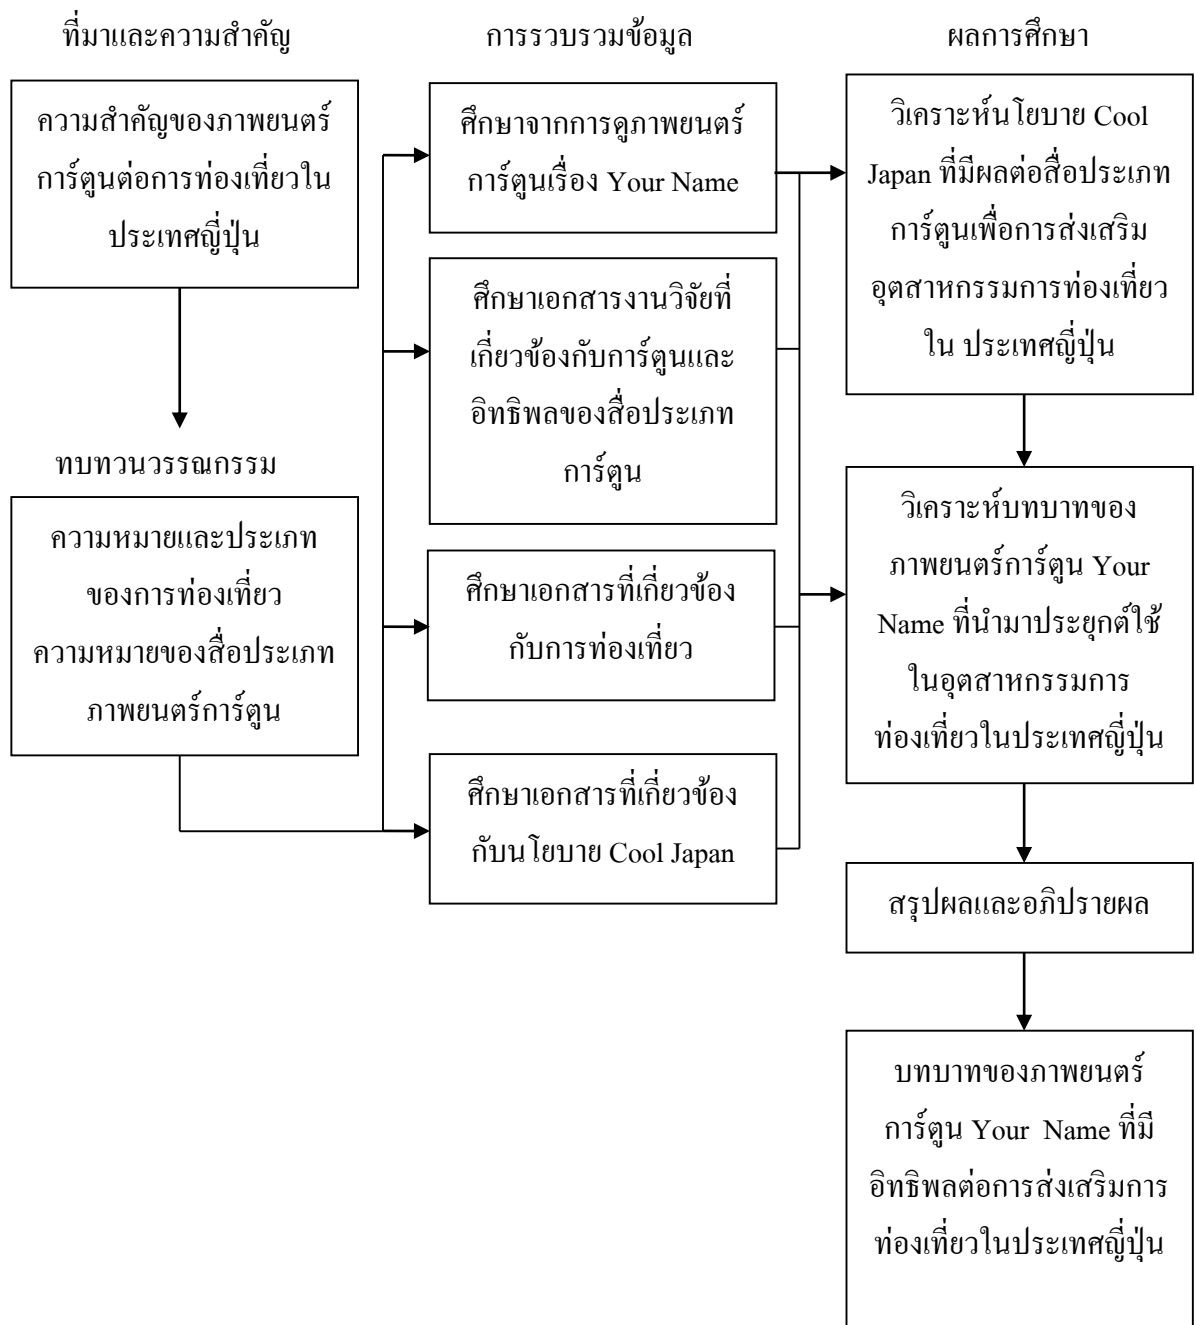 ที่มาและความสำคัญ
ความสำคัญของภาพยนตร์
การ์ตูนต่อการท่องเที่ยวใน
ประเทศญี่ปุ่น
ทบทวนวรรณกรรม
ความหมายและประเภท
ของการท่องเที่ยว
ความหมายของสื่อประเภท
ภาพยนตร์การ์ตูน
การรวบรวมข้อมูล
ศึกษาจากการดูภาพยนตร์
การ์ตูนเรื่อง Your Name
ศึกษาเอกสารงานวิจัยที่
เกี่ยวข้องกับการ์ตูนและ
อิทธิพลของสื่อประเภท
การ์ตูน
ศึกษาเอกสารที่เกี่ยวข้อง
กับการท่องเที่ยว
ศึกษาเอกสารที่เกี่ยวข้อง
กับนโยบาย Cool Japan
ผลการศึกษา
วิเคราะห์นโยบาย Cool
Japan ที่มีผลต่อสื่อประเภท
การ์ตูนเพื่อการส่งเสริม
อุตสาหกรรมการท่องเที่ยว
ใน ประเทศญี่ปุ่น
วิเคราะห์บทบาทของ
ภาพยนตร์การ์ตูน Your
Name ที่นำมาประยุกต์ใช้
ในอุตสาหกรรมการ
ท่องเที่ยวในประเทศญี่ปุ่น
สรุปผลและอภิปรายผล
บทบาทของภาพยนตร์
การ์ตูน Your  Name ที่มี
อิทธิพลต่อการส่งเสริมการ
ท่องเที่ยวในประเทศญี่ปุ่น